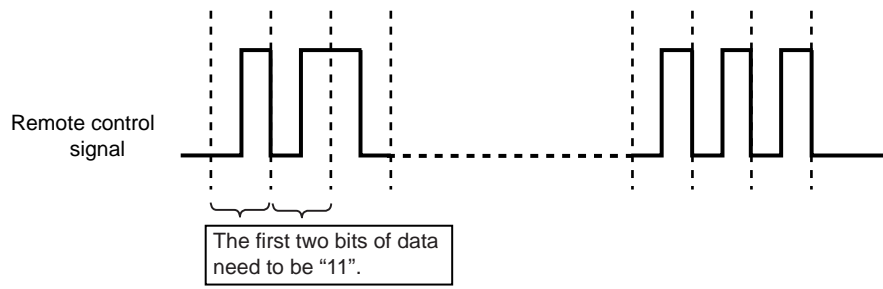 Remote control
signal
The first two bits of data
need to be “11”.